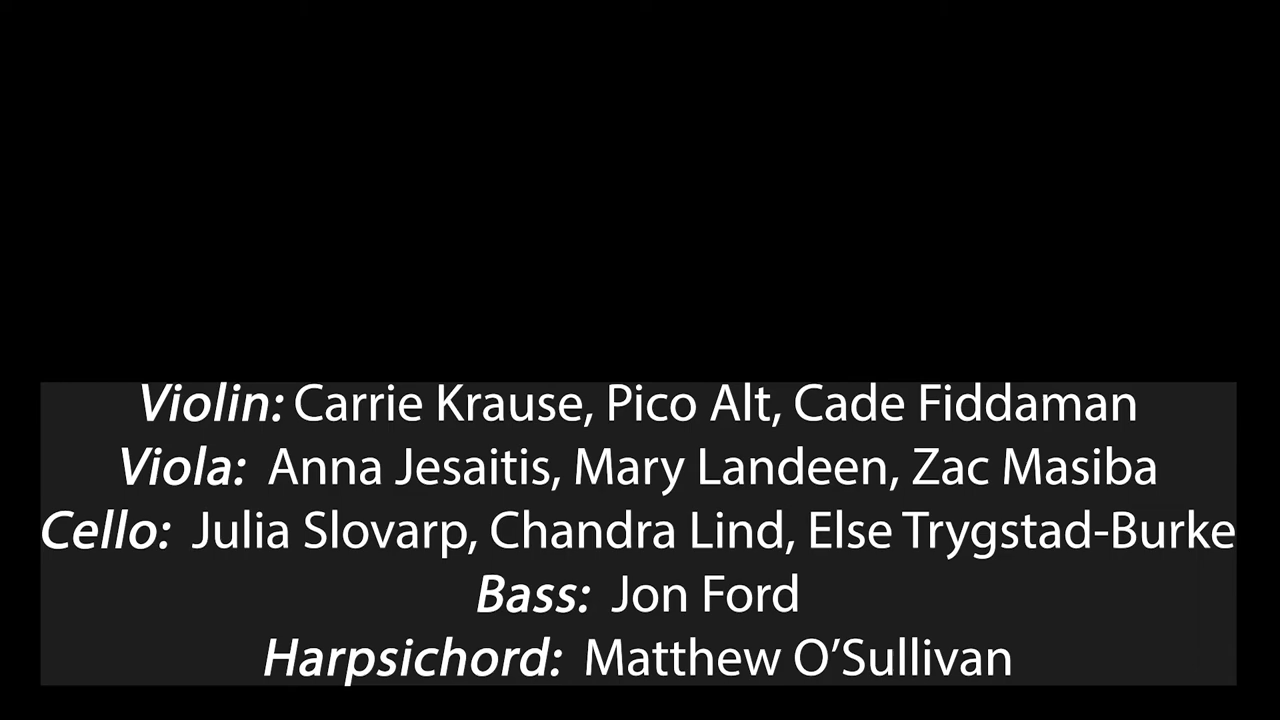 Violin: Carrie Krause, Pico Alt, Cade Fiddaman
Viola: Anna Jesaitis, Mary Landeen, Zac Masiba
Cello: Julia Slovarp, Chandra Lind, Else Trygstad-Burke
Bass: Jon Ford
Harpsichord: Matthew O’Sullivan